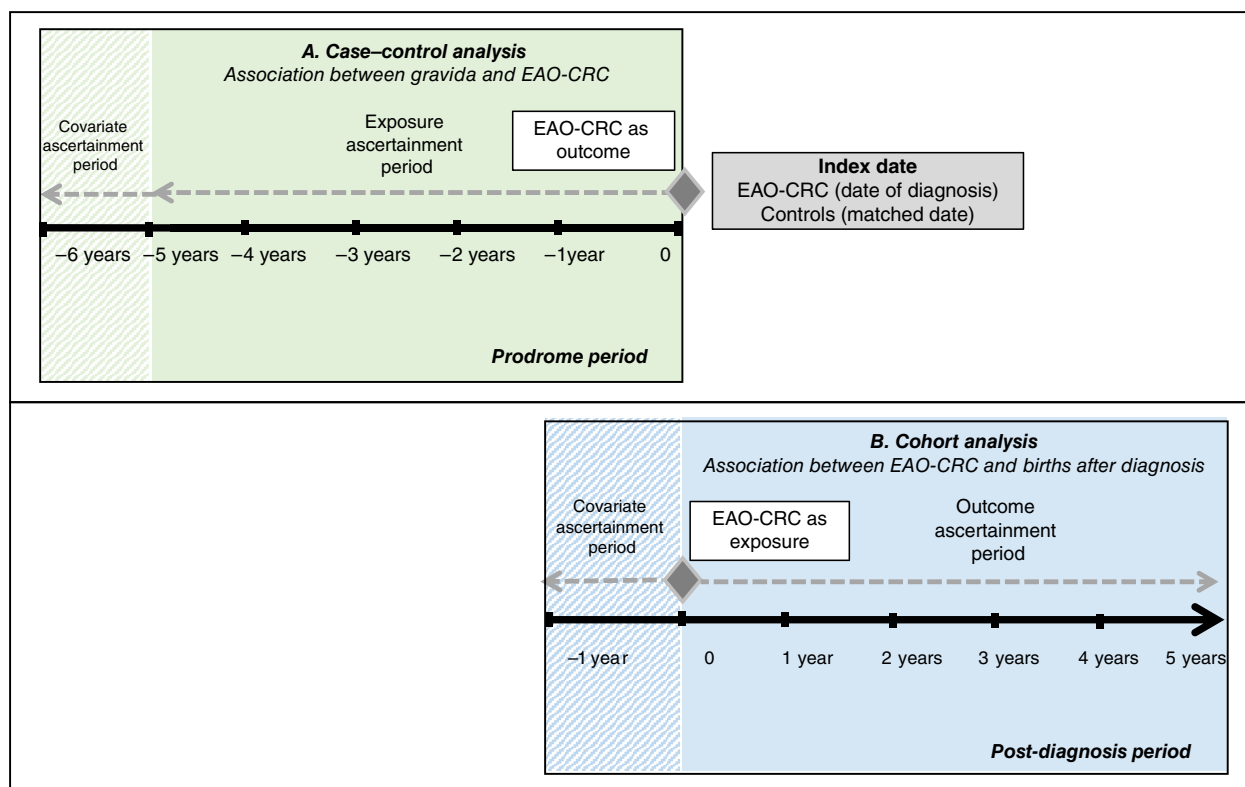 A. Case–control analysis
Association between gravida and EAO-CRC
Covariate
ascertainment
period
Exposure
ascertainment
period
EAO-CRC as
outcome
Index date
EAO-CRC (date of diagnosis)
Controls (matched date)
–6 years –5 years –4 years –3 years –2 years –1year 0
Prodrome period
B. Cohort analysis
Association between EAO-CRC and births after diagnosis
Covariate
ascertainment
period
EAO-CRC as
exposure
Outcome
ascertainment
period
–1 year 0 1 year 2 years 3 years 4 years 5 years
Post-diagnosis period